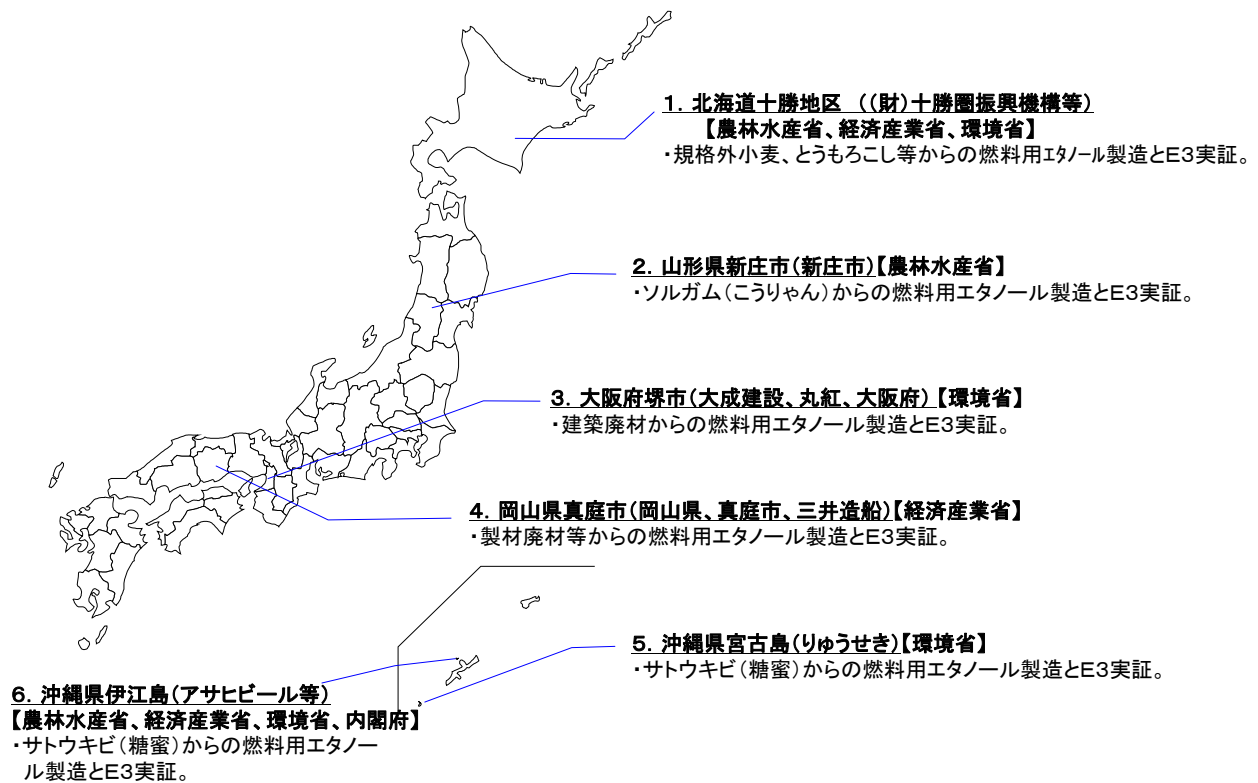 1．北海道十勝地区　（（財）十勝圏振興機構等）
【農林水産省、経済産業省、環境省】
・規格外小麦、とうもろこし等からの燃料用ｴﾀﾉｰﾙ製造とE3実証。
2．山形県新庄市（新庄市）【農林水産省】
・ソルガム（こうりゃん）からの燃料用エタノール製造とE3実証。
3．大阪府堺市（大成建設、丸紅、大阪府）【環境省】
・建築廃材からの燃料用エタノール製造とE3実証。
4．岡山県真庭市（岡山県、真庭市、三井造船）【経済産業省】
・製材廃材等からの燃料用エタノール製造とE3実証。
5．沖縄県宮古島（りゅうせき）【環境省】
・サトウキビ（糖蜜）からの燃料用エタノール製造とE3実証。
6．沖縄県伊江島（アサヒビール等）
【農林水産省、経済産業省、環境省、内閣府】
・サトウキビ（糖蜜）からの燃料用エタノー
ル製造とE3実証。